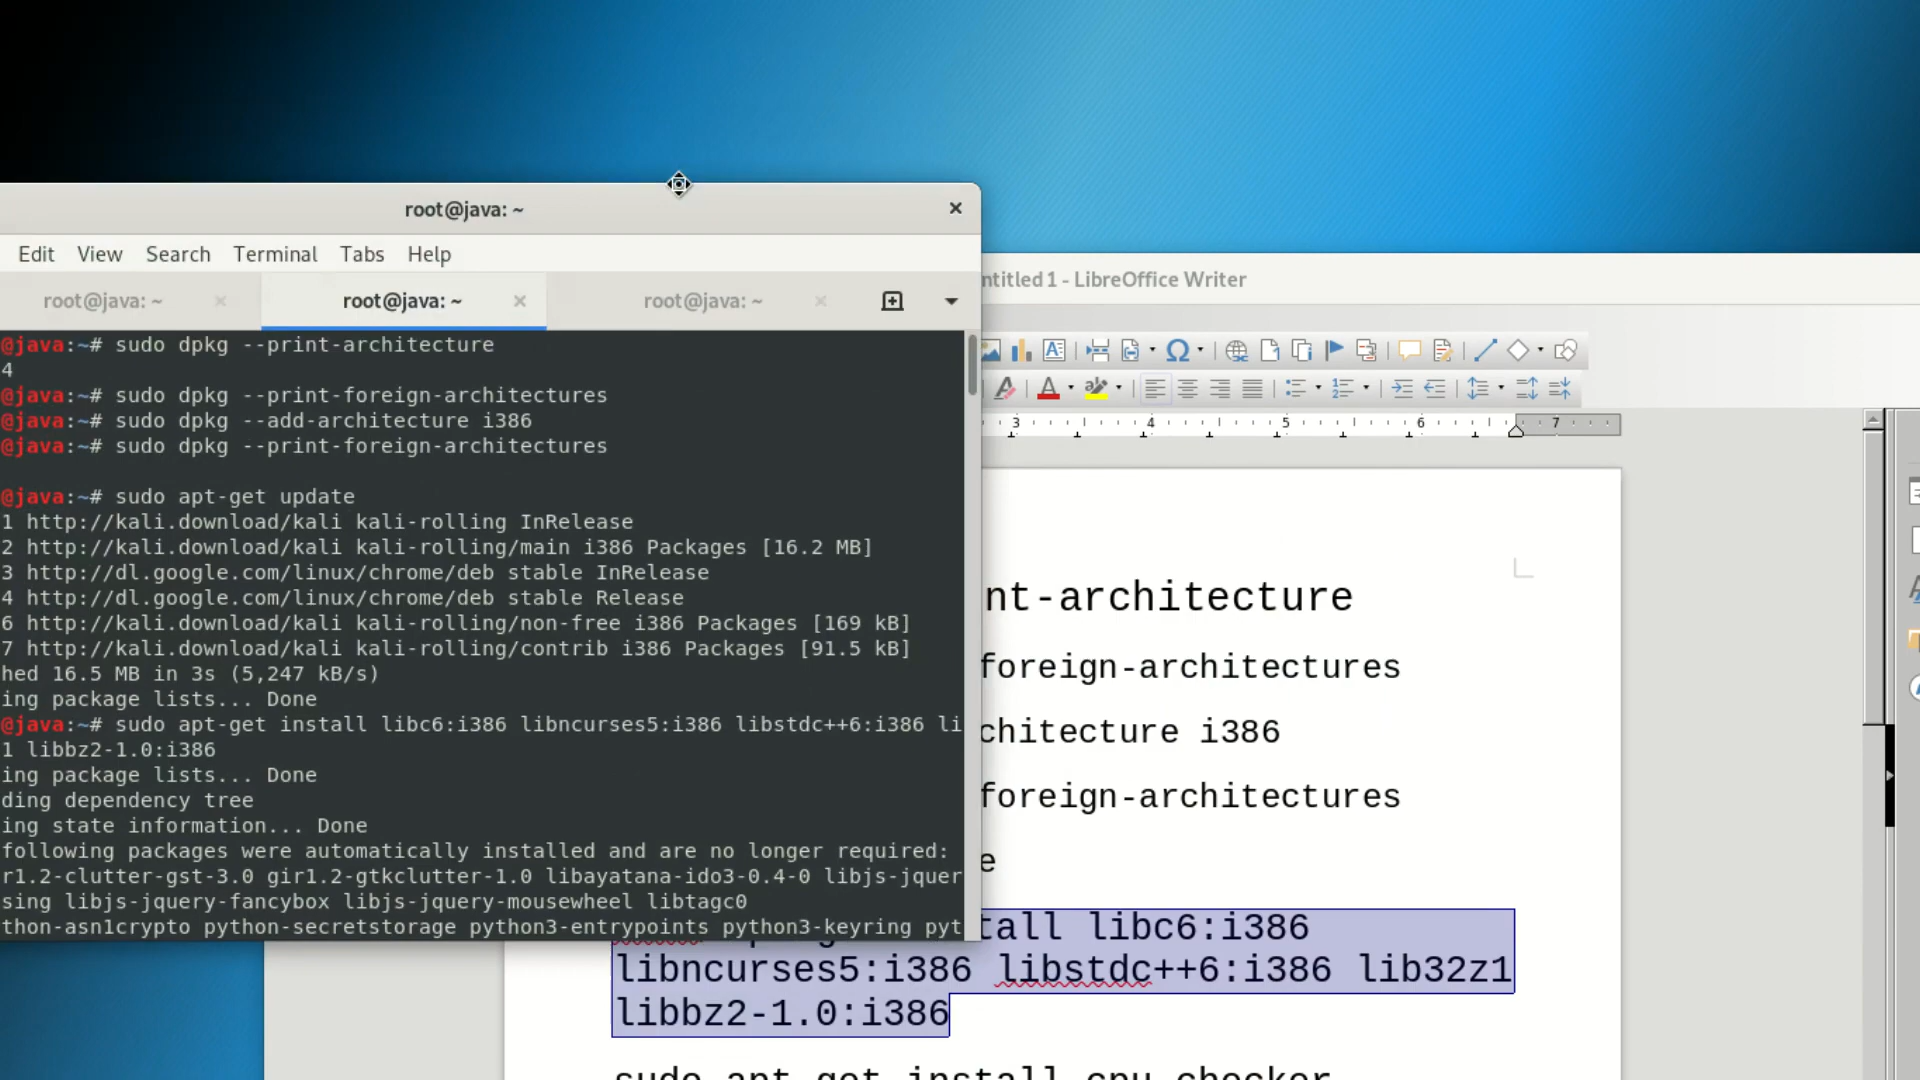 root@java: ~
Edit View Search Terminal Tabs Help
root@java: ~ root@java: ~ root@java: ~
@java:~# sudo dpkg --print-architecture
4
@java:~# sudo dpkg --print-foreign-architectures
@java:~# sudo dpkg --add-architecture i386
@java:~# sudo dpkg --print-foreign-architectures
@java:~# sudo apt-get update
1 http://kali.download/kali kali-rolling InRelease
2 http://kali.download/kali kali-rolling/main i386 Packages [16.2 MB]
3 http://dl.google.com/linux/chrome/deb stable InRelease
4 http://dl.google.com/linux/chrome/deb stable Release
6 http://kali.download/kali kali-rolling/non-free i386 Packages [169 kB]
7 http://kali.download/kali kali-rolling/contrib i386 Packages [91.5 kB]
hed 16.5 MB in 3s (5,247 kB/s)
ing package lists... Done
@java:~# sudo apt-get install libc6:i386 libncurses5:i386 libstdc++6:i386 li
1 libbz2-1.0:i386
ing package lists... Done
ding dependency tree
ing state information... Done
following packages were automatically installed and are no longer required:
r1.2-clutter-gst-3.0 gir1.2-gtkclutter-1.0 libayatana-ido3-0.4-0 libjs-jquer
sing libjs-jquery-fancybox libjs-jquery-mousewheel libtagc0
thon-asn1crypto python-secretstorage python3-entrypoints python3-keyring pyt
ntitled 1 - LibreOffice Writer
3 4 5 6 7
nt-architecture
foreign-architectures
chitecture i386
foreign-architectures
e
tall libc6:i386
libncurses5:i386 libstdc++6:i386 lib32z1
libbz2-1.0:i386
sudo apt-get install cpu-checker